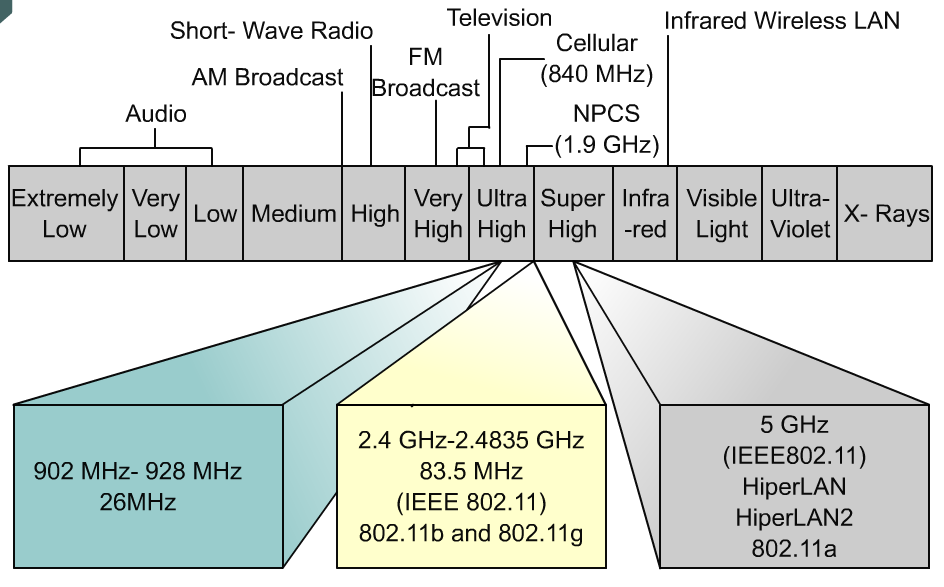 Television
Infrared Wireless LAN
Short- Wave Radio
Cellular
(840 MHz)
FM
Broadcast
AM Broadcast
NPCS
(1.9 GHz)
Audio
Extremely
Low
Very
Low
Low
Medium
High
Very
High
Ultra
High
Super
High
Infra
-red
Visible
Light
Ultra-
Violet
X- Rays
902 MHz- 928 MHz
26MHz
2.4 GHz-2.4835 GHz
83.5 MHz
(IEEE 802.11)
802.11b and 802.11g
5 GHz
(IEEE802.11)
HiperLAN
HiperLAN2
802.11a